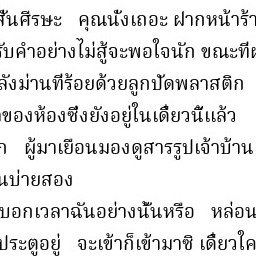 สั่นศีรษะ คุณนั่งเถอะ ฝากหน้าร้า
รับคำอย่างไม่สู้จะพอใจนัก ขณะที่
ลังม่านที่ร้อยด้วยลูกปัดพลาสติก
ของห้องซึ่งยังอยู่ในเดี๋ยวนี้แล้ว
ก ผู้มาเยือนมองดูสารรูปเจ้าบ้าน
นบ่ายสอง
บอกเวลาฉันอย่างนั้นหรือ หล่อน
ประตูอยู่ จะเข้าก็เข้ามาซิ เดี๋ยวใค